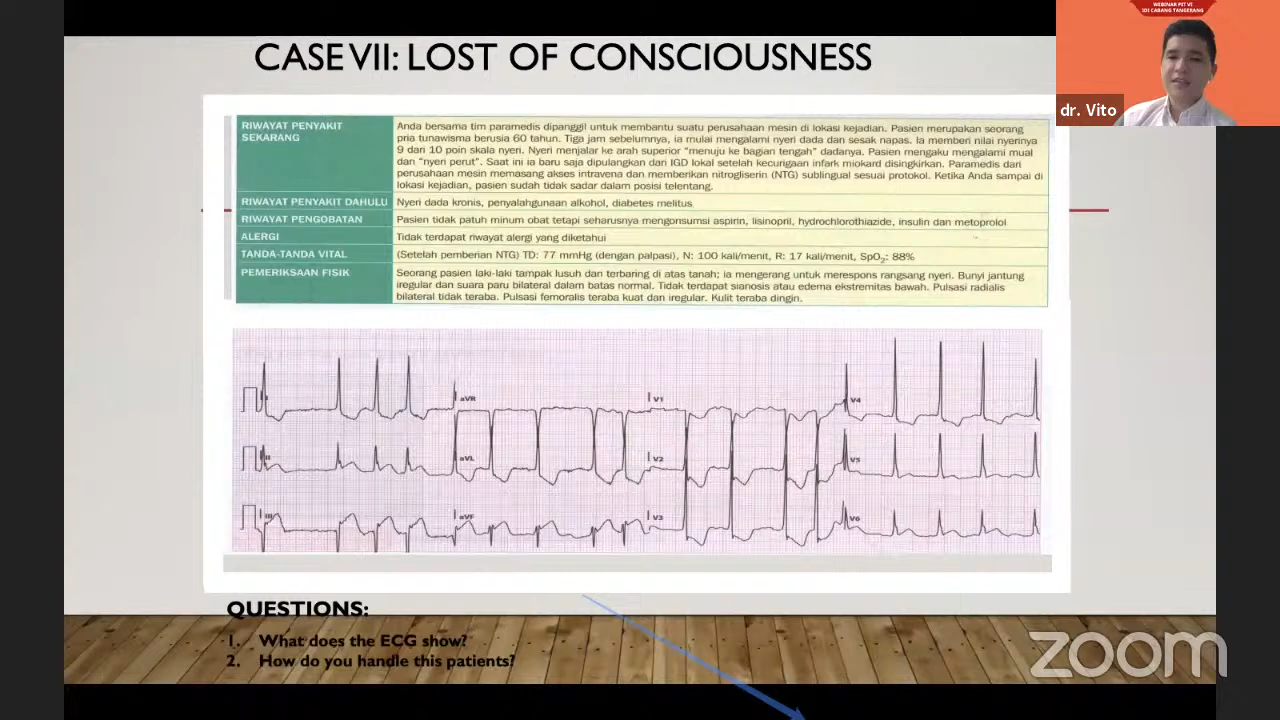 WEBINAR PIT VI
IDI CABANG TANGERANG
dr. Vito
CASE VII: LOST OF CONSCIOUSNESS
RIWAYAT PENYAKIT
SEKARANG
Anda bersama tim paramedis dipanggil untuk membantu suatu perusahaan mesin di lokasi kejadian. Pasien merupakan seorang
pria tunawisma berusia 60 tahun. Tiga jam sebelumnya, ia mulai mengalami nyeri dada dan sesak napas. Ia memberi nilai nyerinya
9 dari 10 poin skala nyeri. Nyeri menjalar ke arah superior “menuju ke bagian tengah” dadanya. Pasien mengaku mengalami mual
dan “nyeri perut”. Saat ini ia baru saja dipulangkan dari IGD lokal setelah kecurigaan infark miokard disingkirkan. Paramedis dari
perusahaan mesin memasang akses intravena dan memberikan nitrogliserin (NTG) sublingual sesuai protokol. Ketika Anda sampai di
lokasi kejadian, pasien sudah tidak sadar dalam posisi telentang.
RIWAYAT PENYAKIT DAHULU
Nyeri dada kronis, penyalahgunaan alkohol, diabetes melitus
RIWAYAT PENGOBATAN
Pasien tidak patuh minum obat tetapi seharusnya mengonsumsi aspirin, lisinopril, hydrochlorothiazide, insulin dan metoprolol
ALERGI
Tidak terdapat riwayat alergi yang diketahui
TANDA-TANDA VITAL
(Setelah pemberian NTG) TD: 77 mmHg (dengan palpasi), N: 100 kali/menit, R: 17 kali/menit, SpO₂: 88%
PEMERIKSAAN FISIK
Seorang pasien laki-laki tampak lusuh dan terbaring di atas tanah; ia mengerang untuk merespons rangsang nyeri. Bunyi jantung
iregular dan suara paru bilateral dalam batas normal. Tidak terdapat sianosis atau edema ekstremitas bawah. Pulsasi radialis
bilateral tidak teraba. Pulsasi femoralis teraba kuat dan iregular. Kulit teraba dingin.
I aVR V1 V4
II aVL V2 V5
III aVF V3 V6
QUESTIONS:
1. What does the ECG show?
2. How do you handle this patients?
zoom